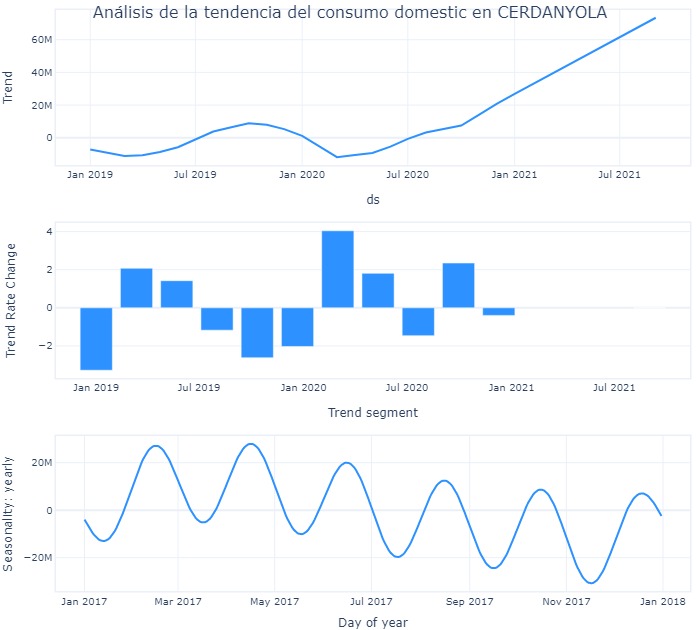 Análisis de la tendencia del consumo domestic en CERDANYOLA
Trend
60M
40M
20M
0
Jan 2019 Jul 2019 Jan 2020 Jul 2020 Jan 2021 Jul 2021
ds
Trend Rate Change
4
2
0
−2
Jan 2019 Jul 2019 Jan 2020 Jul 2020 Jan 2021 Jul 2021
Trend segment
Seasonality: yearly
20M
0
−20M
Jan 2017 Mar 2017 May 2017 Jul 2017 Sep 2017 Nov 2017 Jan 2018
Day of year